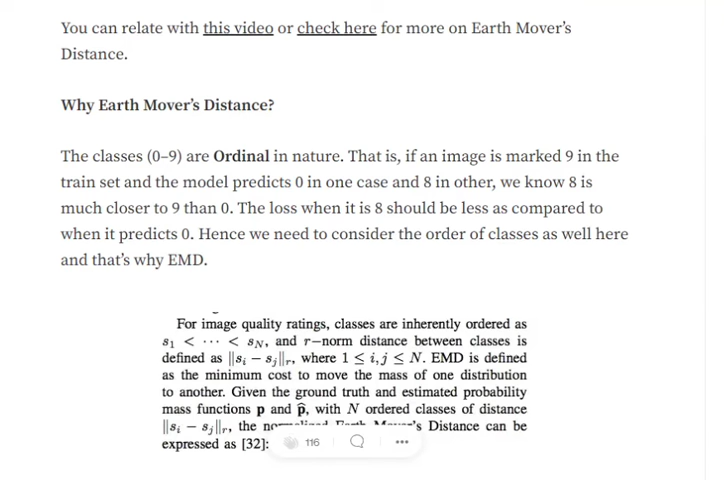 You can relate with this video or check here for more on Earth Mover’s
Distance.
Why Earth Mover’s Distance?
The classes (0–9) are Ordinal in nature. That is, if an image is marked 9 in the
train set and the model predicts 0 in one case and 8 in other, we know 8 is
much closer to 9 than 0. The loss when it is 8 should be less as compared to
when it predicts 0. Hence we need to consider the order of classes as well here
and that’s why EMD.
For image quality ratings, classes are inherently ordered as
s₁ < ··· < s_N, and r−norm distance between classes is
defined as ‖sᵢ − sⱼ‖ᵣ, where 1 ≤ i, j ≤ N. EMD is defined
as the minimum cost to move the mass of one distribution
to another. Given the ground truth and estimated probability
mass functions p and p̂, with N ordered classes of distance
‖sᵢ − sⱼ‖ᵣ, the Distance can be
expressed as [32]:
116